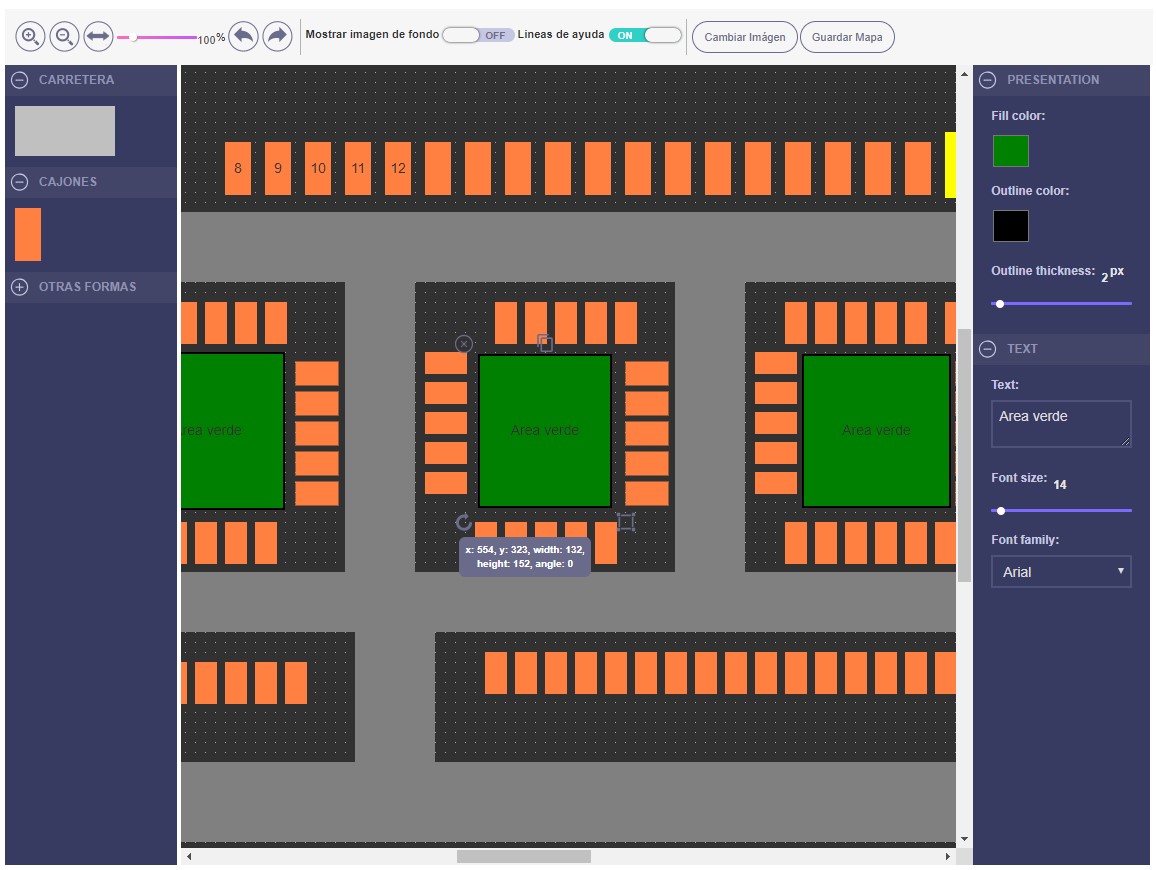 100%
Mostrar imagen de fondo
OFF
Lineas de ayuda
ON
Cambiar Imágen
Guardar Mapa
CARRETERA
CAJONES
OTRAS FORMAS
8 9 10 11 12
rea verde
Area verde
Area verde
x: 554, y: 323, width: 132,
height: 152, angle: 0
PRESENTATION
Fill color:
Outline color:
Outline thickness: 2px
TEXT
Text:
Area verde
Font size: 14
Font family:
Arial